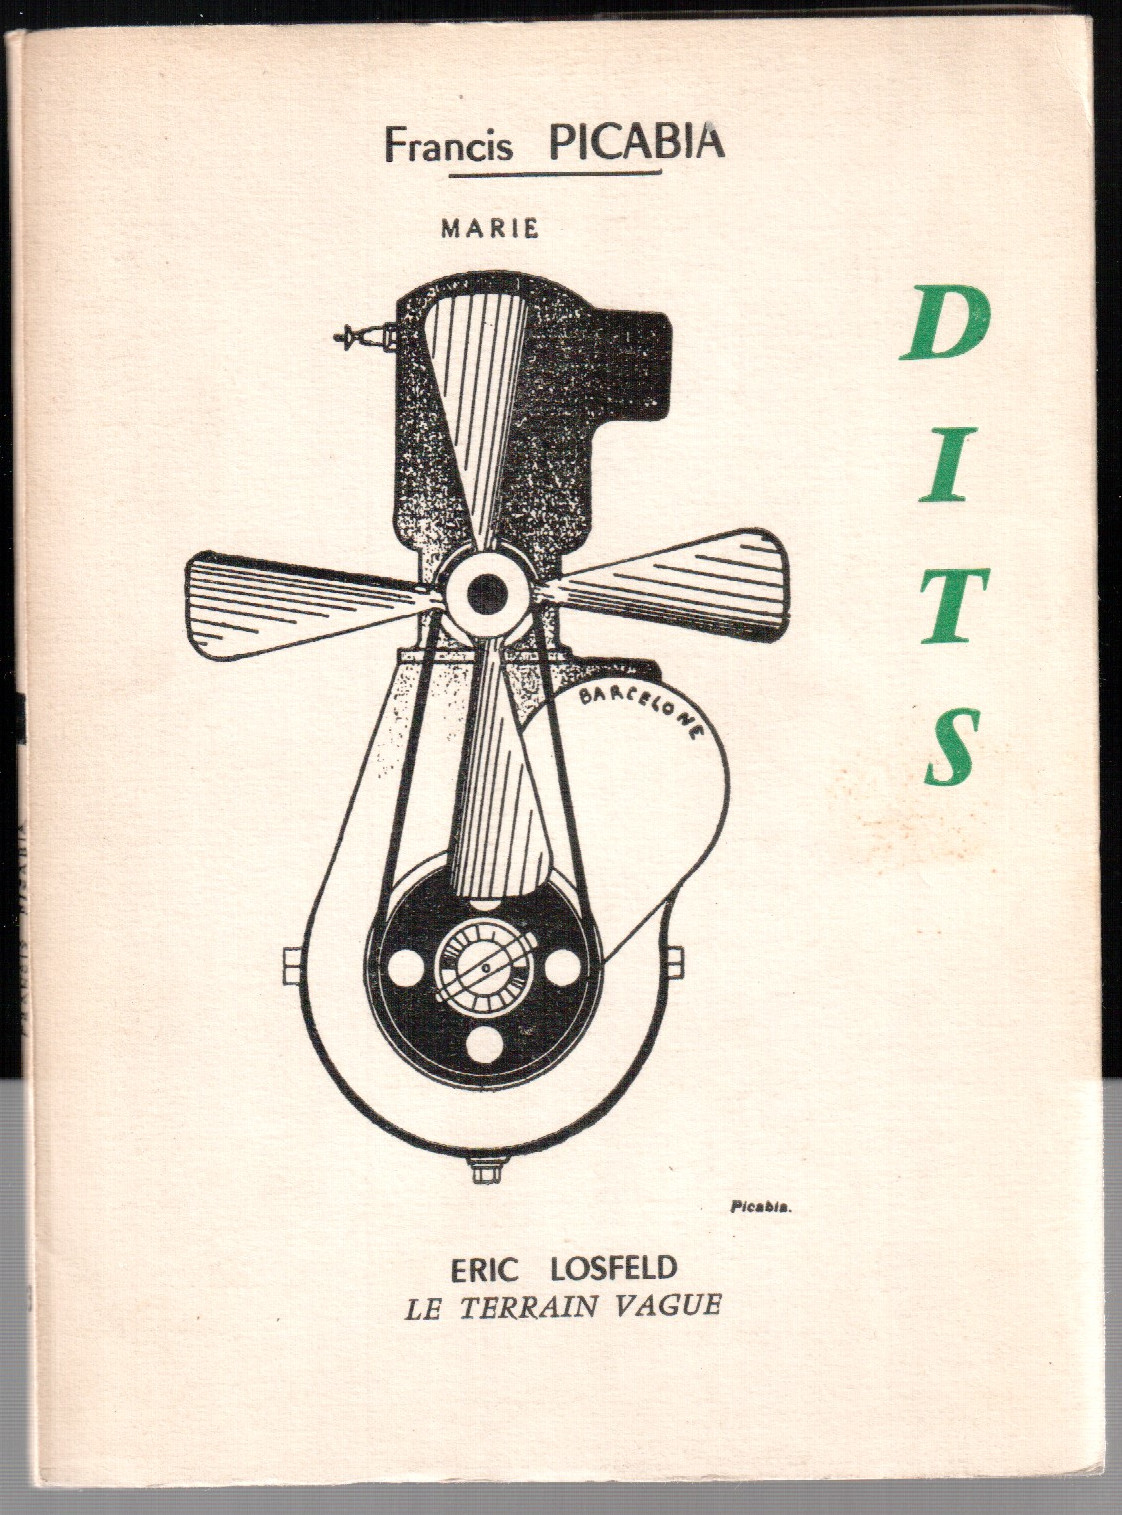 Francis PICABIA
MARIE
DITS
BARCELONE
Picabia.
ERIC LOSFELD
LE TERRAIN VAGUE